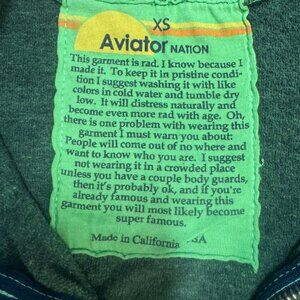 XS
Aviator NATION
This garment is rad. I know because I
made it. To keep it in pristine condi-
tion I suggest washing it with like
colors in cold water and tumble dry
low. It will distress naturally and
become even more rad with age. Oh,
there is one problem with wearing this
garment I must warn you about:
People will come out of no where and
want to know who you are. I suggest
not wearing it in a crowded place
unless you have a couple body guards,
then it's probably ok, and if you're
already famous and wearing this
garment you will most likely become
super famous.
Made in California